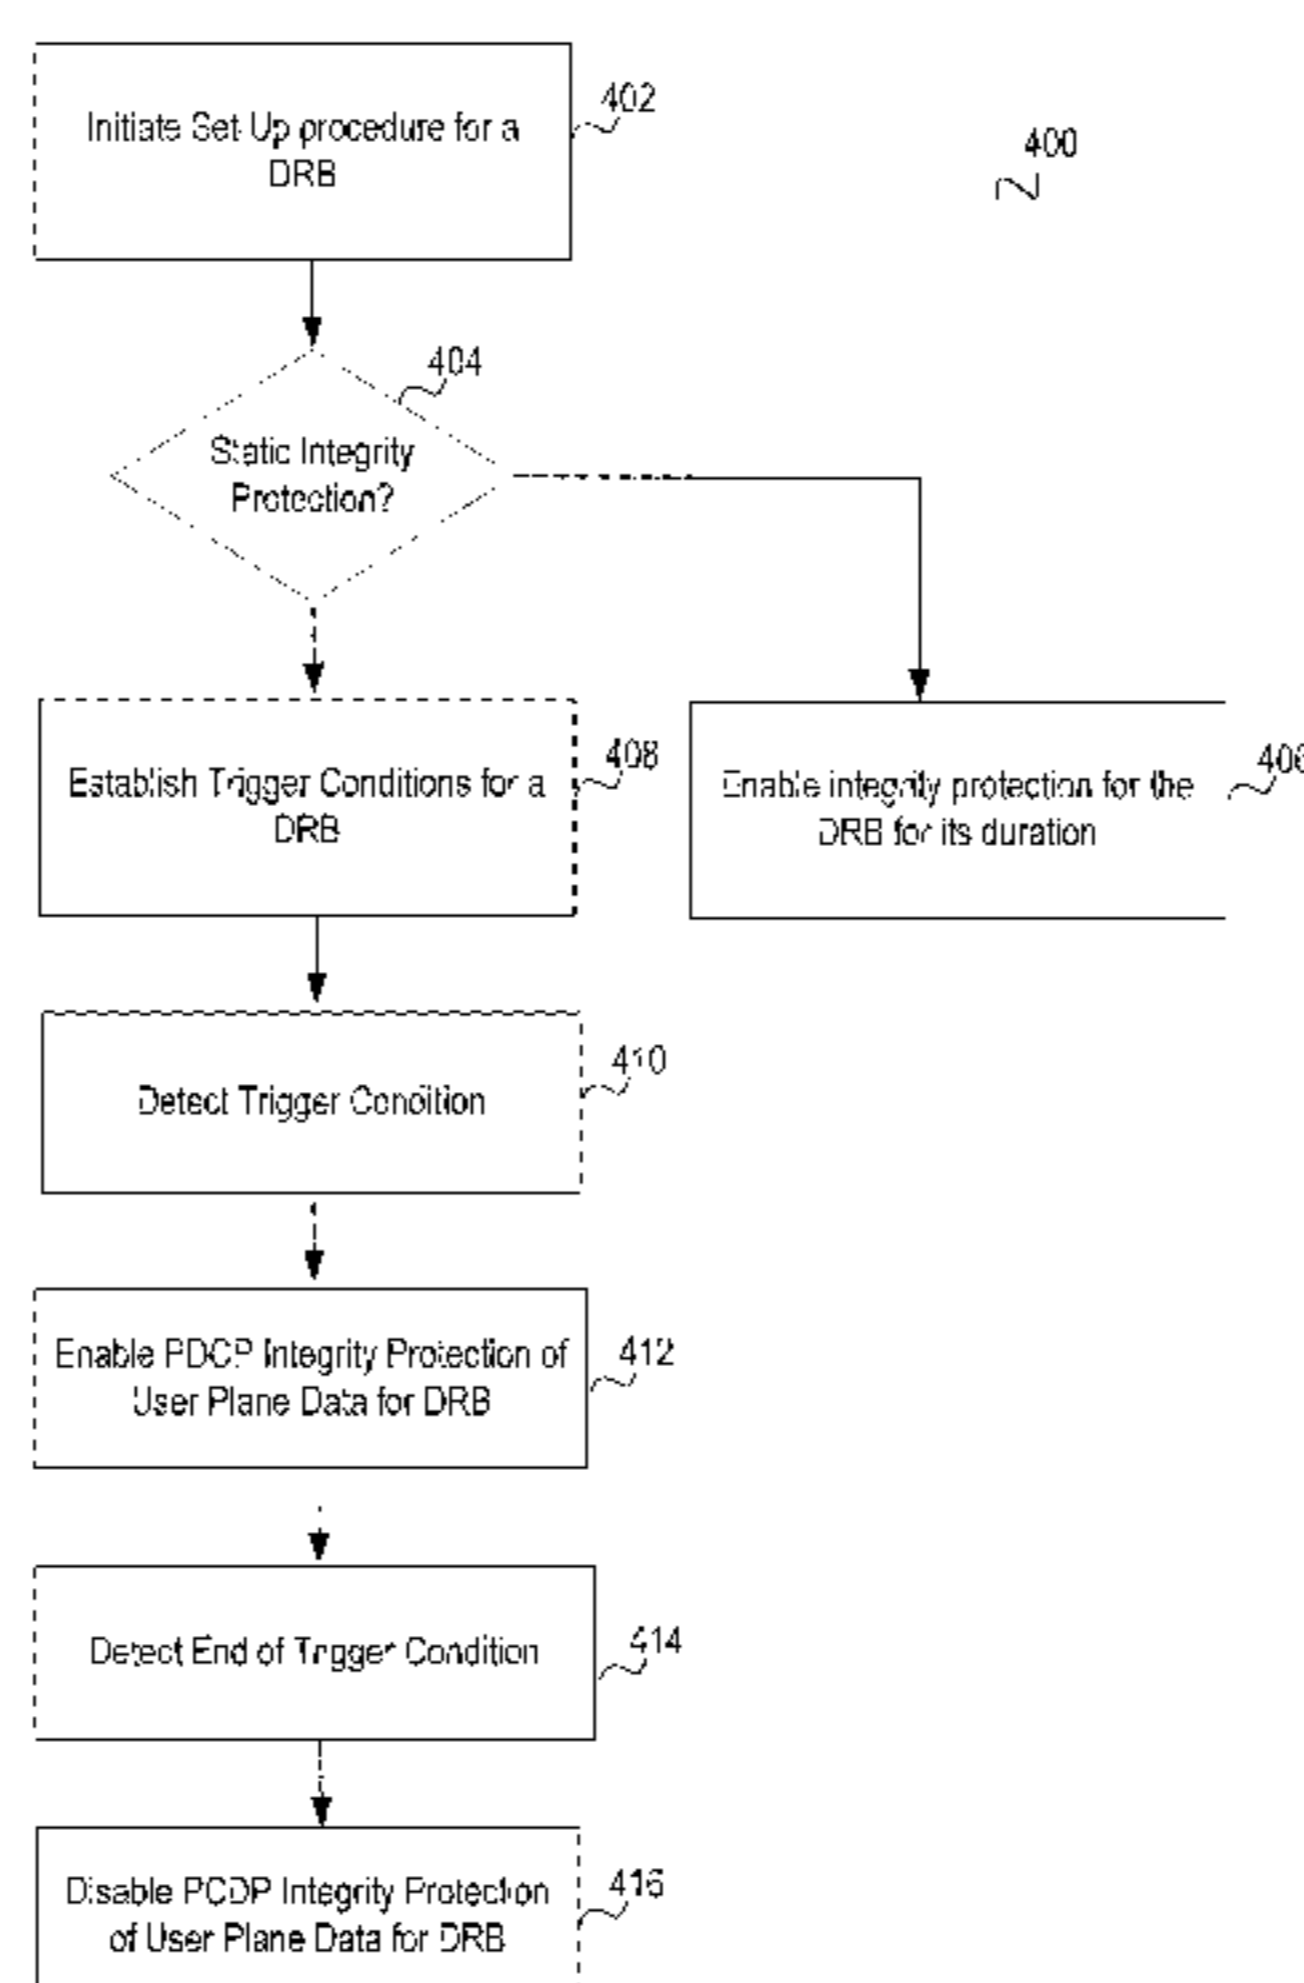 Initiate Set-Up procedure for a
DRB
402
400
404
Static Integrity
Protection?
Establish Trigger Conditions for a
DRB
408
Enable integrity protection for the
DRB for its duration
406
Detect Trigger Condition
410
Enable PDCP Integrity Protection of
User Plane Data for DRB
412
Detect End of Trigger Condition
414
Disable PCDP Integrity Protection
of User Plane Data for DRB
416